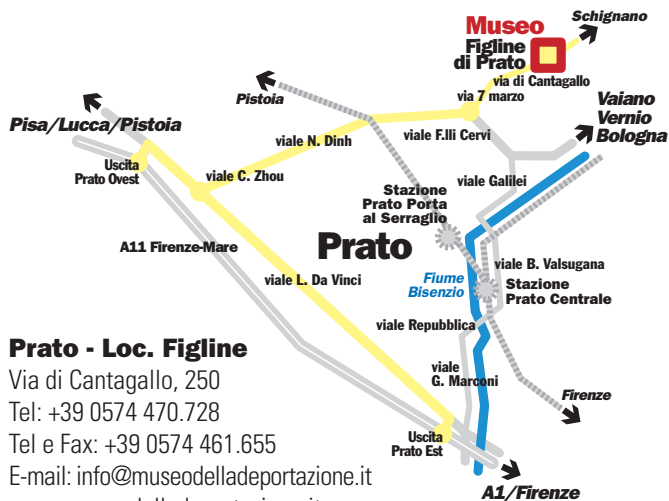 Schignano
Museo
Figline
di Prato
via di Cantagallo
via 7 marzo
Pistoia
Vaiano
Vernio
Bologna
Pisa/Lucca/Pistoia
viale N. Dinh
viale F.lli Cervi
Uscita
Prato Ovest
viale C. Zhou
viale Galilei
Stazione
Prato Porta
al Serraglio
A11 Firenze-Mare
Prato
viale L. Da Vinci
viale B. Valsugana
Fiume
Bisenzio
Stazione
Prato Centrale
viale Repubblica
viale
G. Marconi
Firenze
Uscita
Prato Est
A1/Firenze
Prato - Loc. Figline
Via di Cantagallo, 250
Tel: +39 0574 470.728
Tel e Fax: +39 0574 461.655
E-mail: info@museodelladeportazione.it